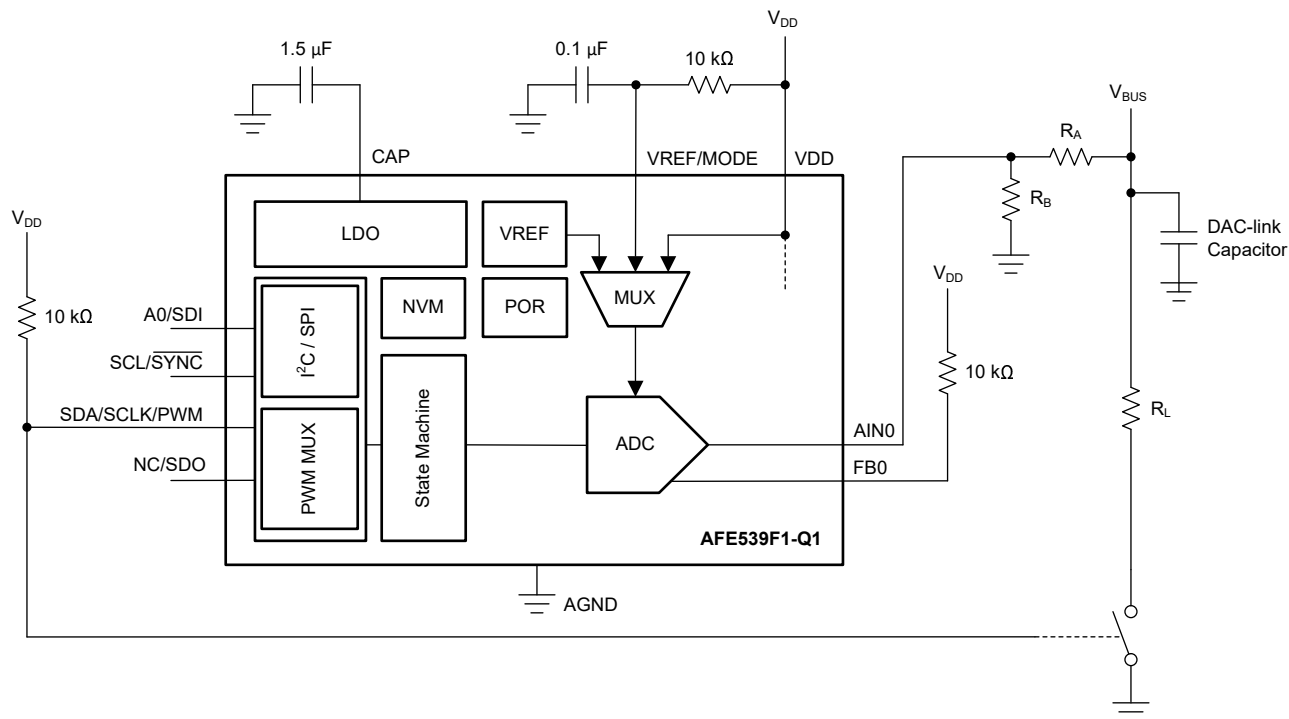 V_DD
1.5 µF
0.1 µF
10 kΩ
V_BUS
R_A
CAP
VREF/MODE
VDD
R_B
V_DD
LDO
VREF
DAC-link
Capacitor
V_DD
MUX
NVM
POR
10 kΩ
A0/SDI
I²C / SPI
10 kΩ
SCL/SYNC
R_L
SDA/SCLK/PWM
PWM MUX
State Machine
ADC
AIN0
NC/SDO
FB0
AFE539F1-Q1
AGND